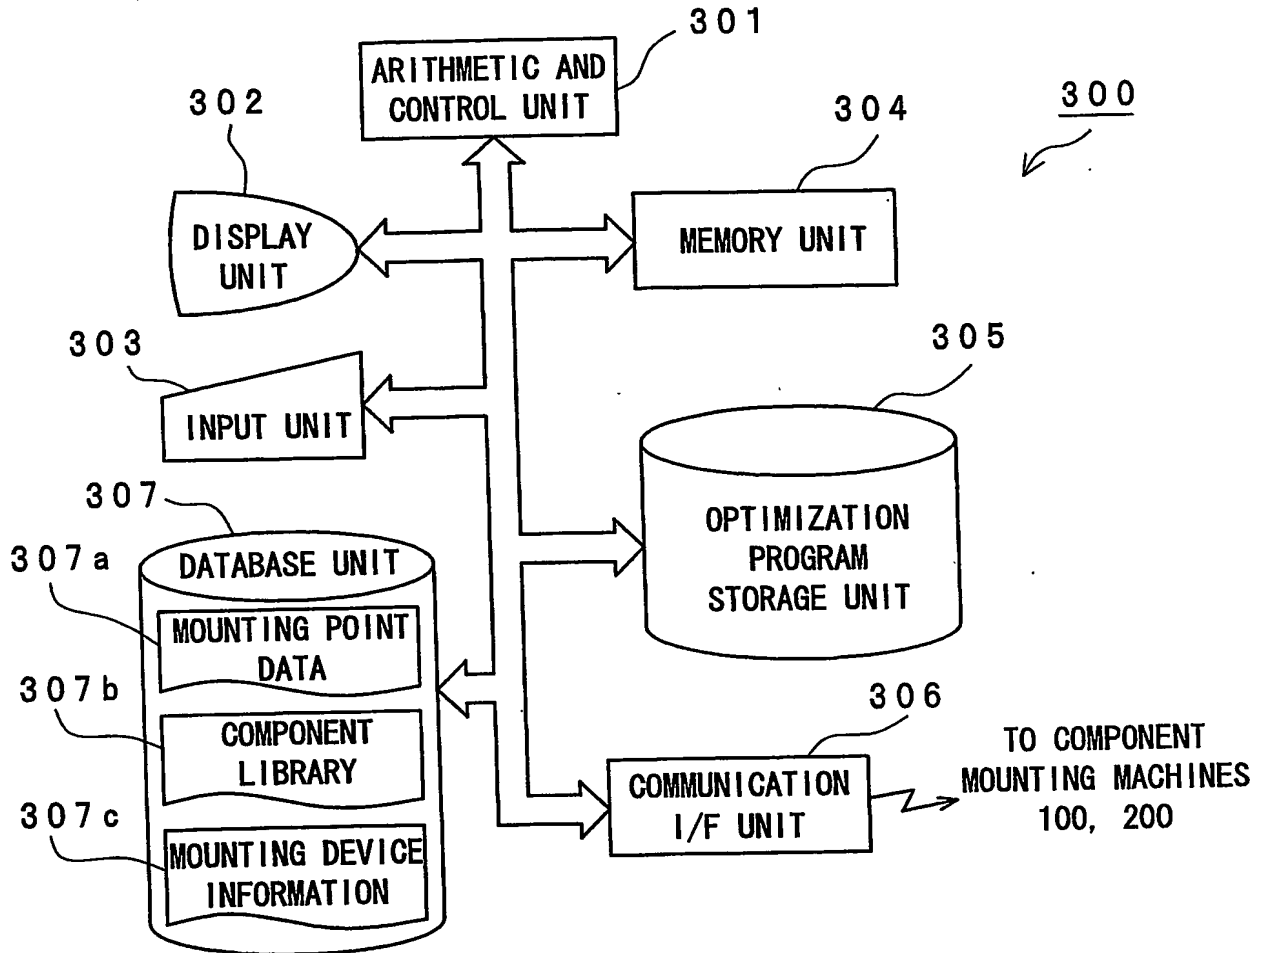 301
ARITHMETIC AND
CONTROL UNIT
302
304
300
DISPLAY
UNIT
MEMORY UNIT
303
305
INPUT UNIT
307
OPTIMIZATION
PROGRAM
STORAGE UNIT
307a
DATABASE UNIT
MOUNTING POINT
DATA
307b
COMPONENT
LIBRARY
306
COMMUNICATION
I/F UNIT
TO COMPONENT
MOUNTING MACHINES
100, 200
307c
MOUNTING DEVICE
INFORMATION